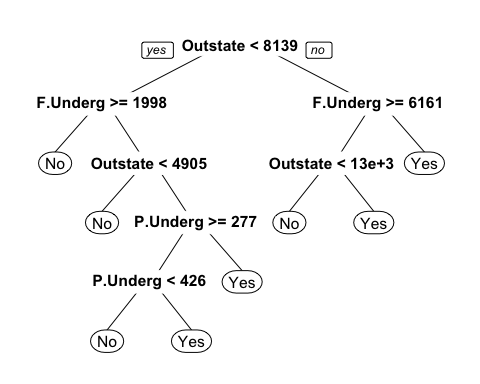 yes Outstate < 8139 no
F.Underg >= 1998 F.Underg >= 6161
No Outstate < 4905 Outstate < 13e+3 Yes
No P.Underg >= 277 No Yes
P.Underg < 426 Yes
No Yes